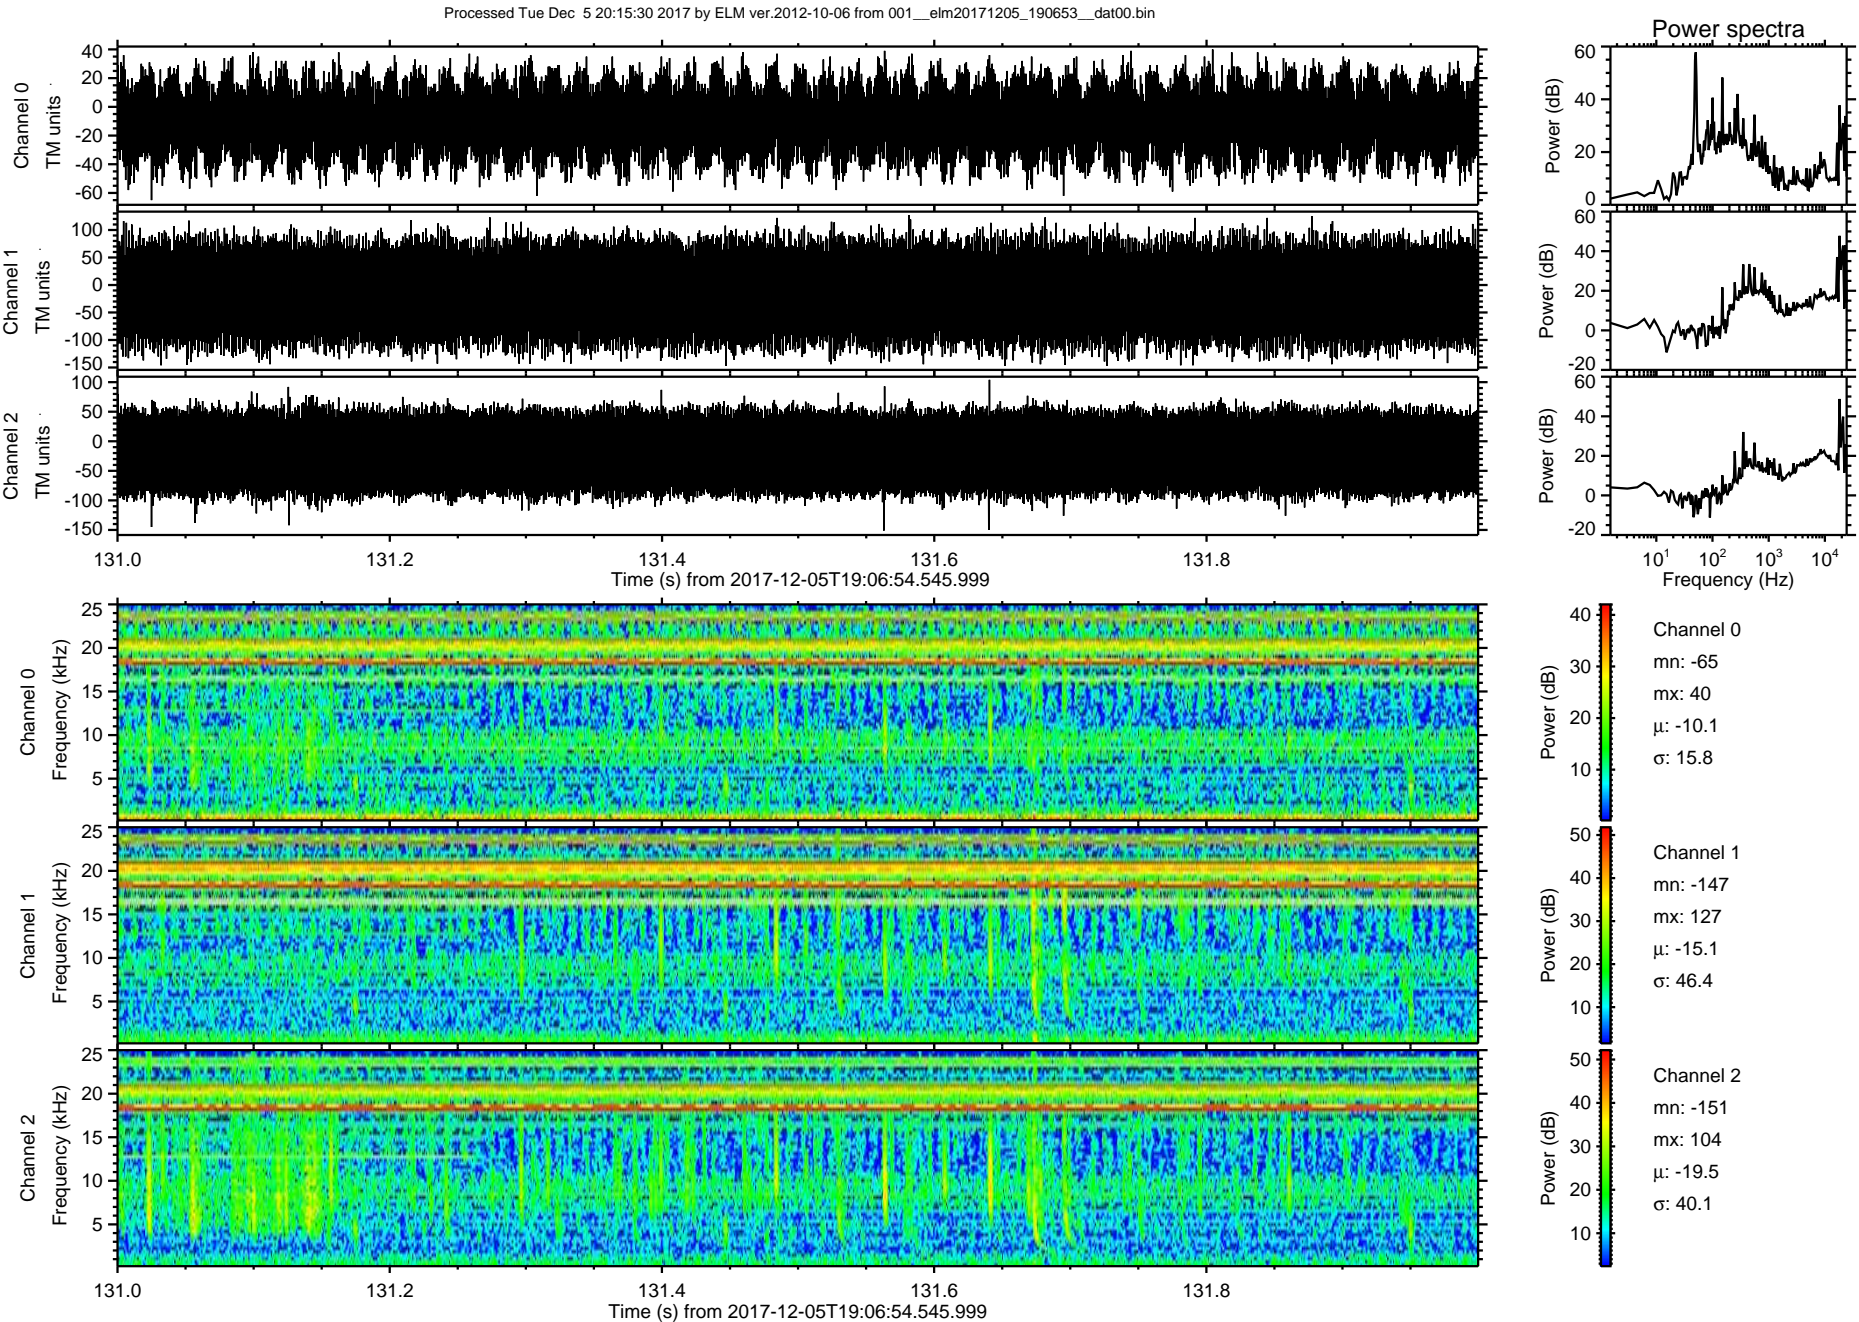 Processed Tue Dec  5 20:15:30 2017 by ELM ver.2012-10-06 from 001__elm20171205_190653__dat00.bin
Power spectra
Channel 0
TM units
40
20
0
-20
-40
-60
Power (dB)
60
40
20
0
Channel 1
TM units
100
50
0
-50
-100
-150
Power (dB)
60
40
20
0
-20
Channel 2
TM units
100
50
0
-50
-100
-150
Power (dB)
60
40
20
0
-20
131.0 131.2 131.4 131.6 131.8
Time (s) from 2017-12-05T19:06:54.545.999
10^1 10^2 10^3 10^4
Frequency (Hz)
Channel 0
Frequency (kHz)
25
20
15
10
5
Power (dB)
40
30
20
10
Channel 0
mn: -65
mx: 40
μ: -10.1
σ: 15.8
Channel 1
Frequency (kHz)
25
20
15
10
5
Power (dB)
50
40
30
20
10
Channel 1
mn: -147
mx: 127
μ: -15.1
σ: 46.4
Channel 2
Frequency (kHz)
25
20
15
10
5
Power (dB)
50
40
30
20
10
Channel 2
mn: -151
mx: 104
μ: -19.5
σ: 40.1
131.0 131.2 131.4 131.6 131.8
Time (s) from 2017-12-05T19:06:54.545.999